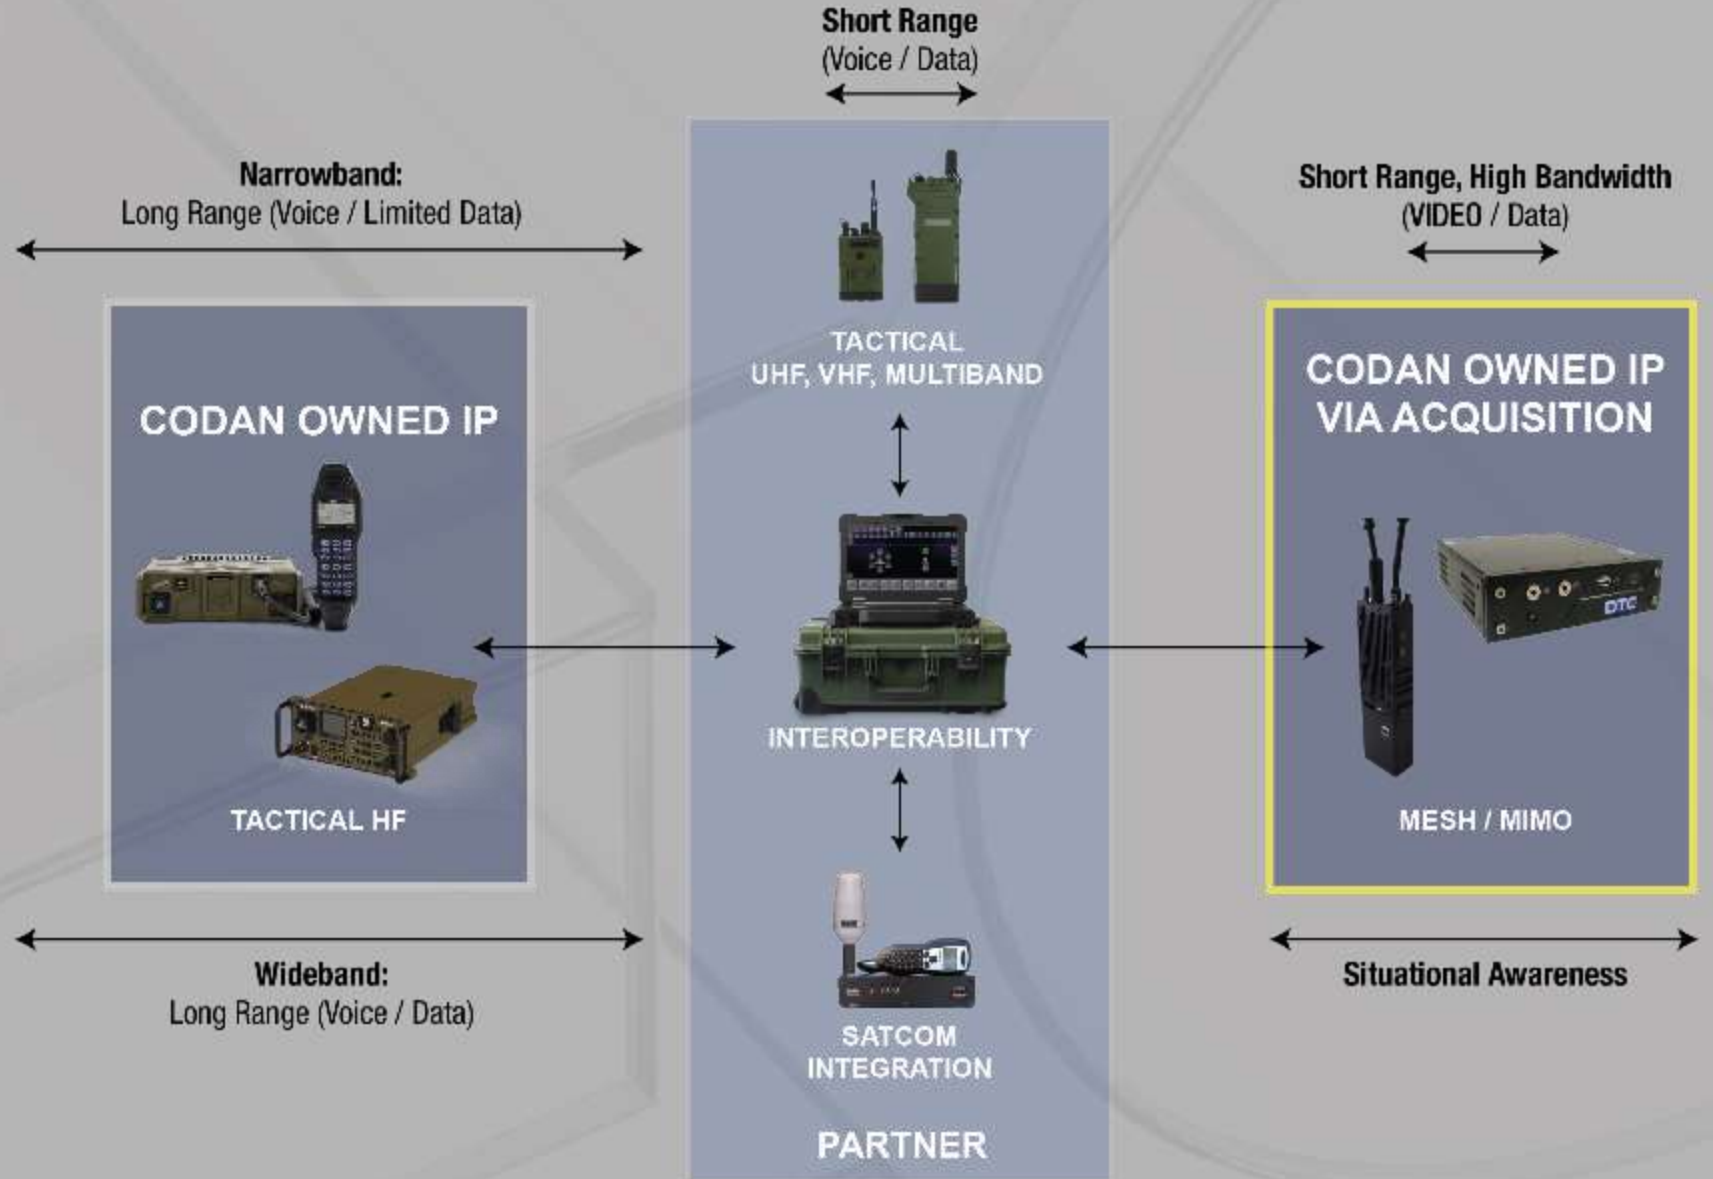 Short Range
(Voice / Data)
Narrowband:
Long Range (Voice / Limited Data)
Short Range, High Bandwidth
(VIDEO / Data)
TACTICAL
UHF, VHF, MULTIBAND
CODAN OWNED IP
CODAN OWNED IP
VIA ACQUISITION
DTC
INTEROPERABILITY
TACTICAL HF
MESH / MIMO
Wideband:
Long Range (Voice / Data)
Situational Awareness
SATCOM
INTEGRATION
PARTNER